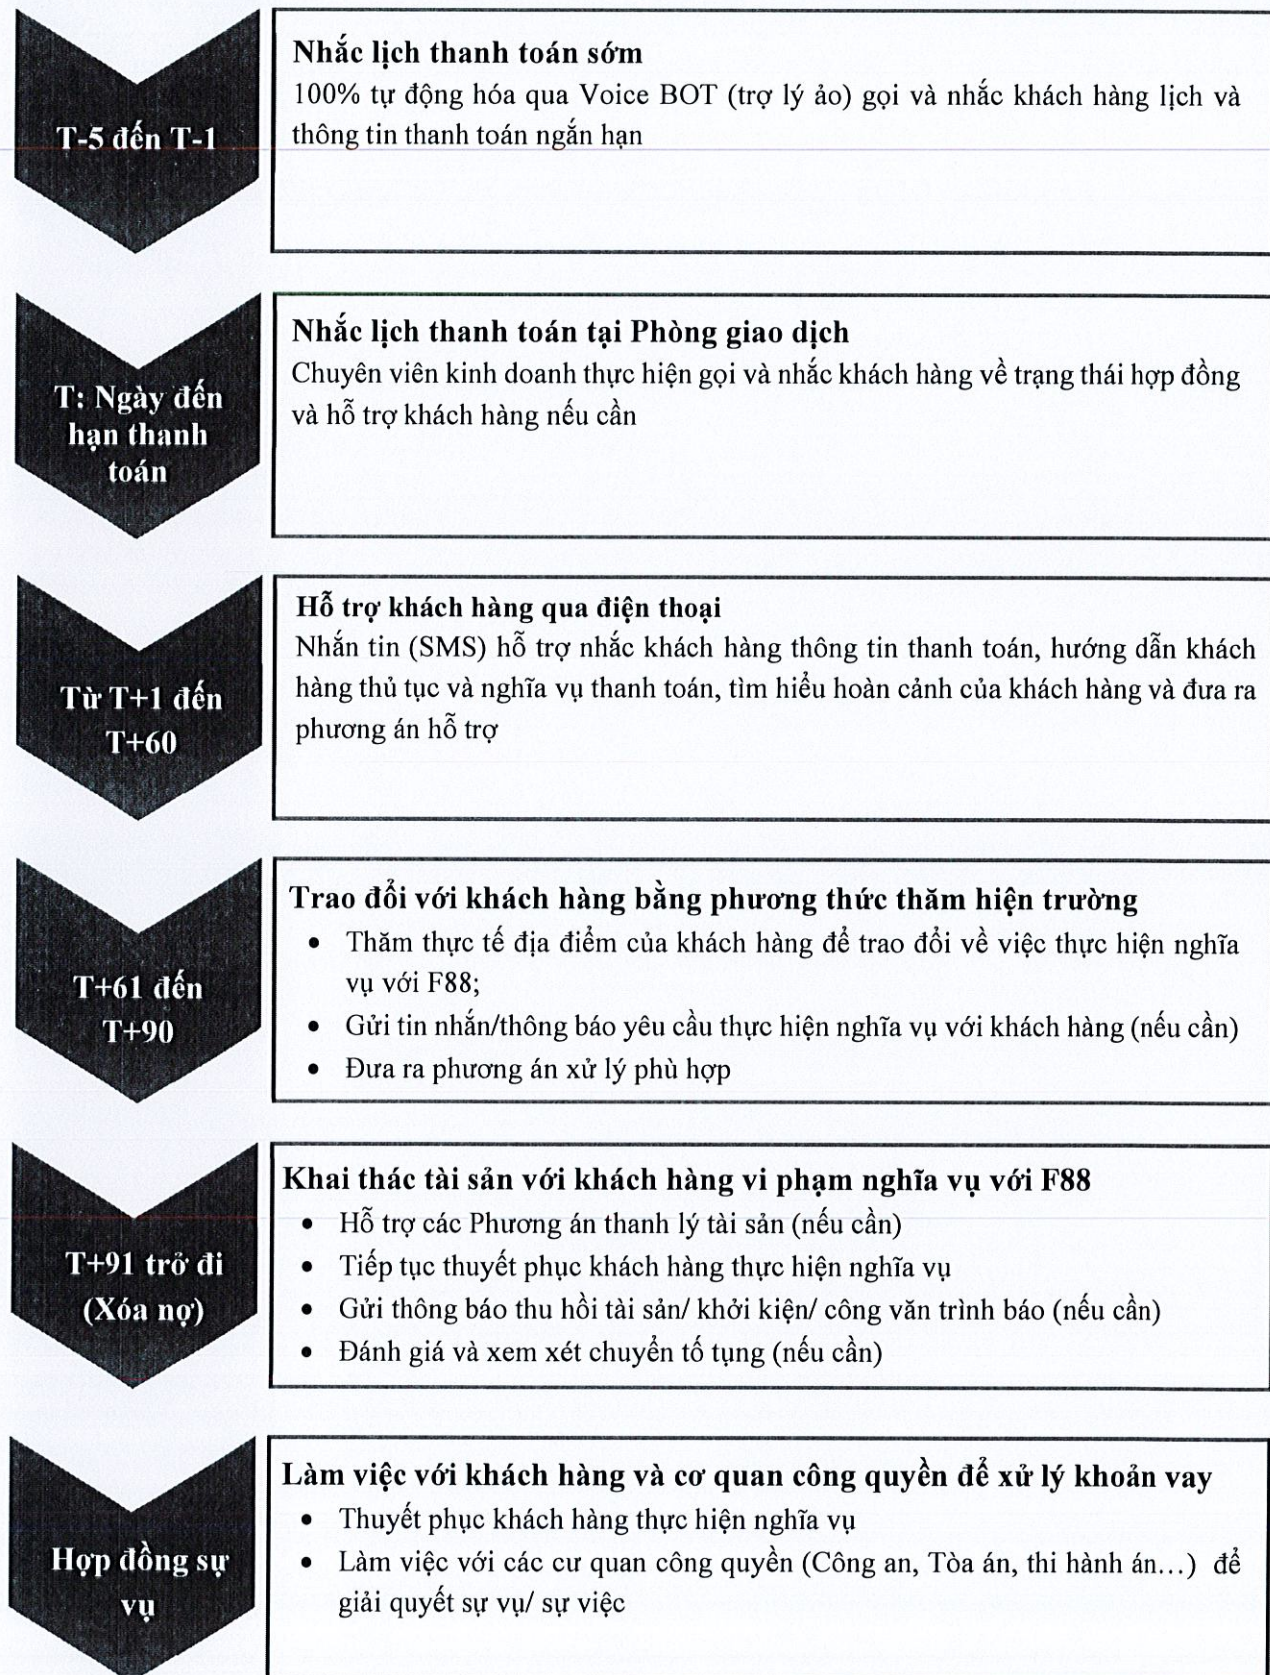 T-5 đến T-1
Nhắc lịch thanh toán sớm
100% tự động hóa qua Voice BOT (trợ lý ảo) gọi và nhắc khách hàng lịch và
thông tin thanh toán ngắn hạn
T: Ngày đến
hạn thanh
toán
Nhắc lịch thanh toán tại Phòng giao dịch
Chuyên viên kinh doanh thực hiện gọi và nhắc khách hàng về trạng thái hợp đồng
và hỗ trợ khách hàng nếu cần
Từ T+1 đến
T+60
Hỗ trợ khách hàng qua điện thoại
Nhắn tin (SMS) hỗ trợ nhắc khách hàng thông tin thanh toán, hướng dẫn khách
hàng thủ tục và nghĩa vụ thanh toán, tìm hiểu hoàn cảnh của khách hàng và đưa ra
phương án hỗ trợ
T+61 đến
T+90
Trao đổi với khách hàng bằng phương thức thăm hiện trường
• Thăm thực tế địa điểm của khách hàng để trao đổi về việc thực hiện nghĩa
vụ với F88;
• Gửi tin nhắn/thông báo yêu cầu thực hiện nghĩa vụ với khách hàng (nếu cần)
• Đưa ra phương án xử lý phù hợp
T+91 trở đi
(Xóa nợ)
Khai thác tài sản với khách hàng vi phạm nghĩa vụ với F88
• Hỗ trợ các Phương án thanh lý tài sản (nếu cần)
• Tiếp tục thuyết phục khách hàng thực hiện nghĩa vụ
• Gửi thông báo thu hồi tài sản/ khởi kiện/ công văn trình báo (nếu cần)
• Đánh giá và xem xét chuyển tố tụng (nếu cần)
Hợp đồng sự
vụ
Làm việc với khách hàng và cơ quan công quyền để xử lý khoản vay
• Thuyết phục khách hàng thực hiện nghĩa vụ
• Làm việc với các cư quan công quyền (Công an, Tòa án, thi hành án…) để
giải quyết sự vụ/ sự việc